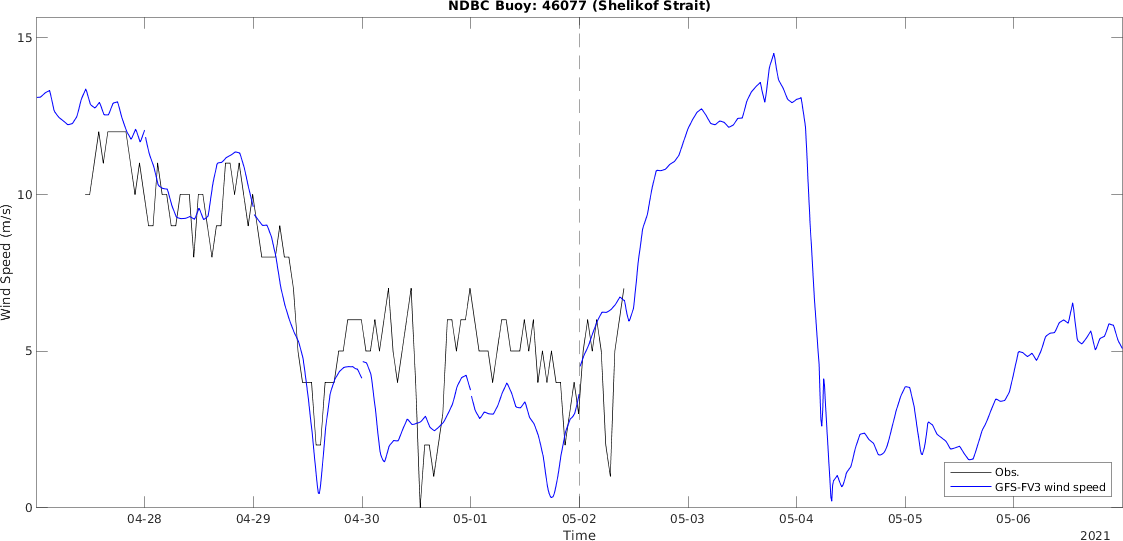 NDBC Buoy: 46077 (Shelikof Strait)
15
10
5
0
Wind Speed (m/s)
04-28 04-29 04-30 05-01 05-02 05-03 05-04 05-05 05-06
Time
2021
Obs.
GFS-FV3 wind speed